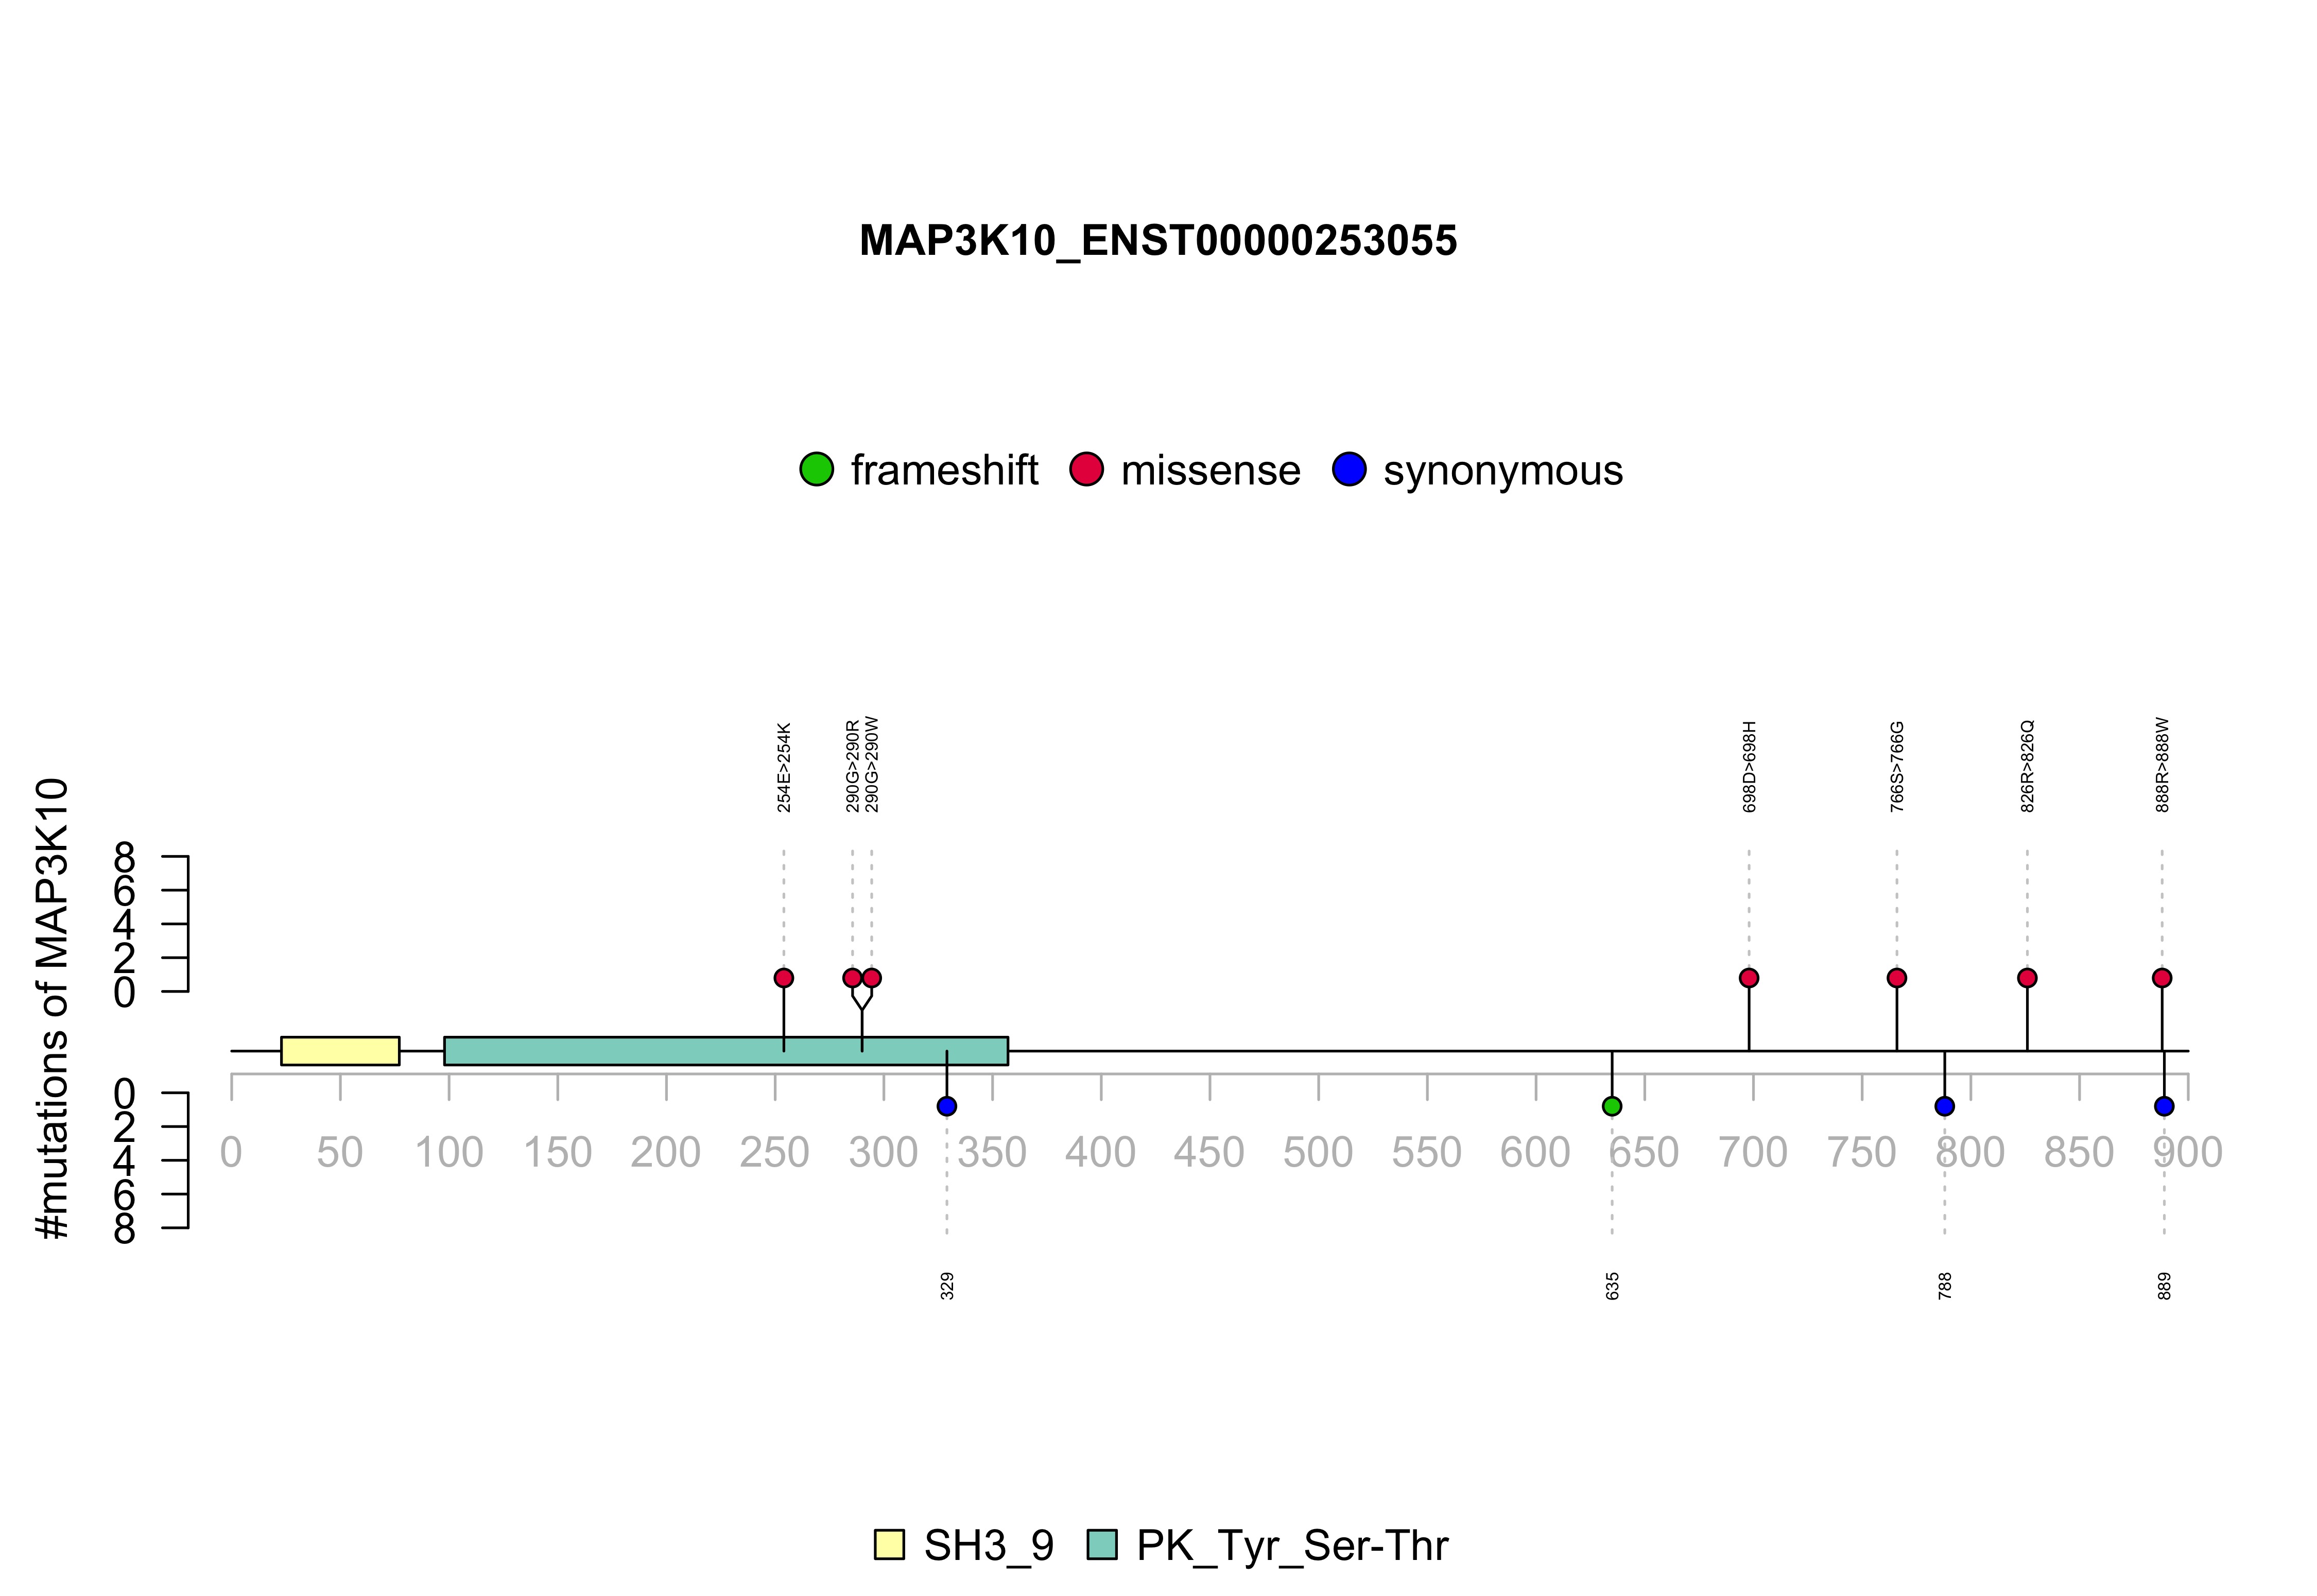 MAP3K10_ENST00000253055
frameshift missense synonymous
254E>254K
290G>290R
290G>290W
698D>698H
766S>766G
826R>826Q
888R>888W
#mutations of MAP3K10
8
6
4
2
0
0
2
4
6
8
0 50 100 150 200 250 300 350 400 450 500 550 600 650 700 750 800 850 900
329
635
788
889
SH3_9 PK_Tyr_Ser-Thr